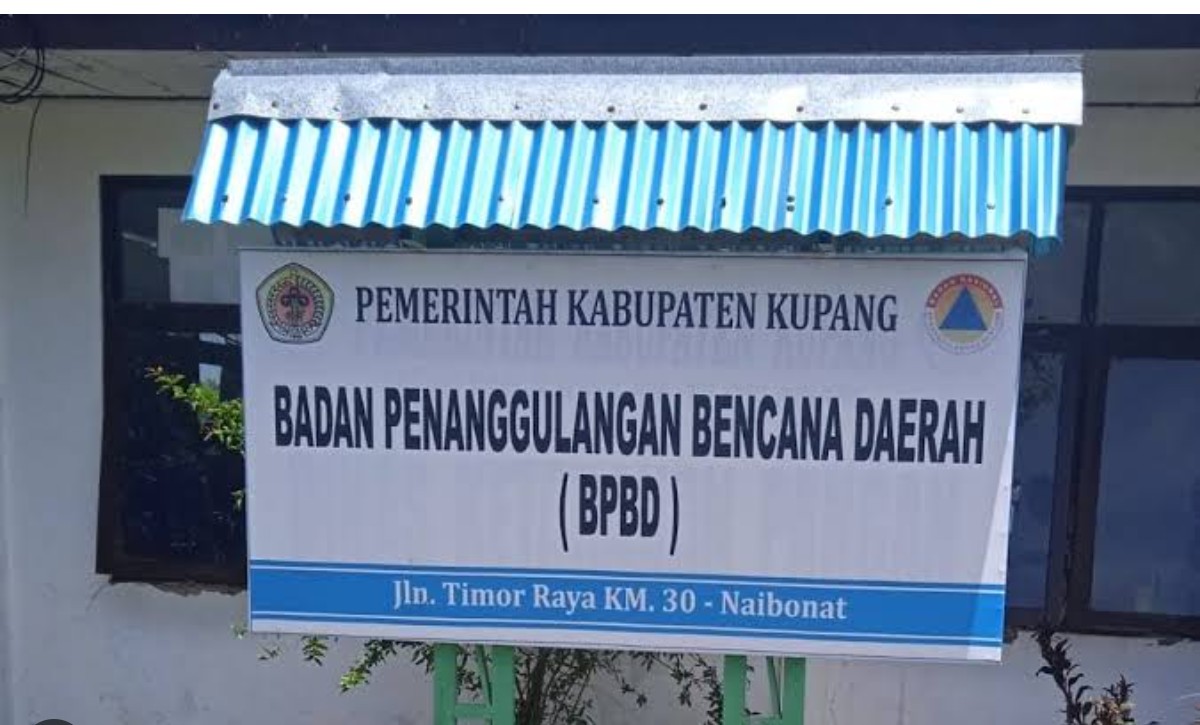 PEMERINTAH KABUPATEN KUPANG
BADAN PENANGGULANGAN BENCANA DAERAH
( BPBD )
Jln. Timor Raya KM. 30 - Naibonat